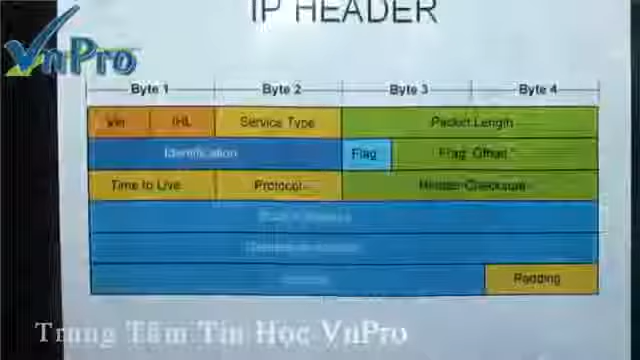 IP HEADER
VnPro
Byte 1 Byte 2 Byte 3 Byte 4
Ver IHL Service Type Packet Length
Identification Flag Flag Offset
Time to Live Protocol Header Checksum
Padding
Trung Tâm Tin Học VnPro